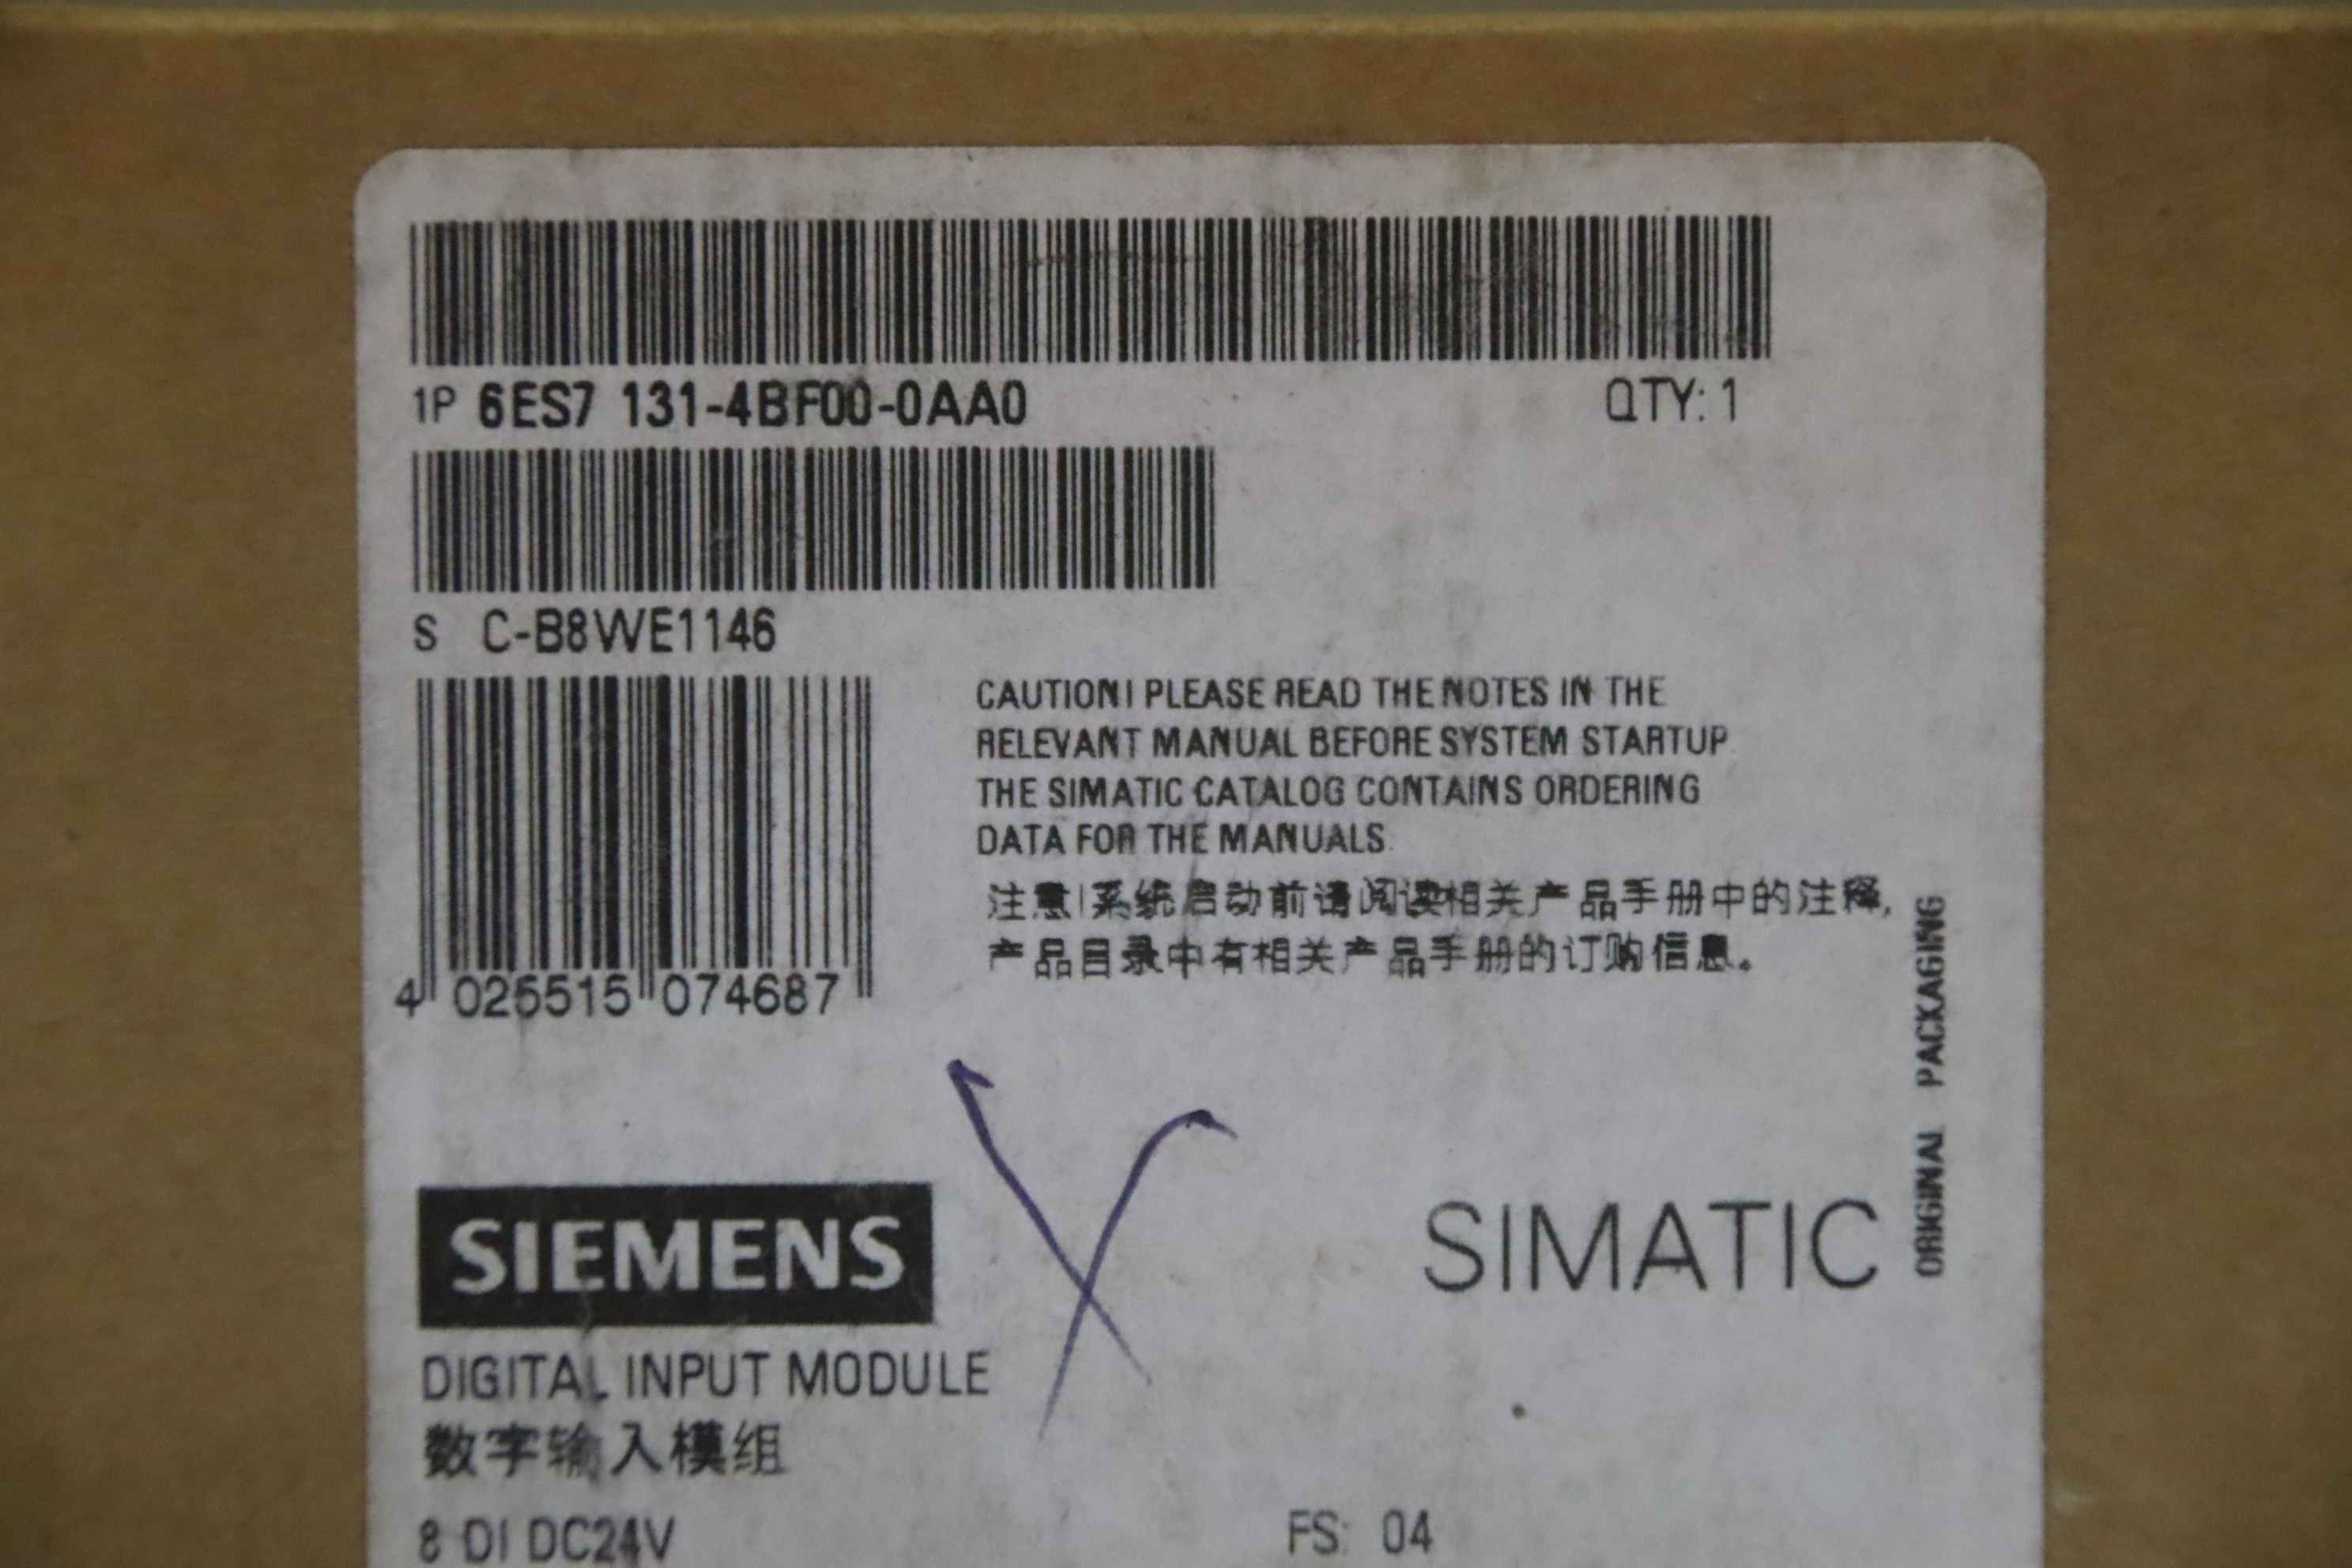 1P 6ES7 131-4BF00-0AA0 QTY: 1
S C-B8WE1146
CAUTION! PLEASE READ THE NOTES IN THE
RELEVANT MANUAL BEFORE SYSTEM STARTUP
THE SIMATIC CATALOG CONTAINS ORDERING
DATA FOR THE MANUALS.
注意!系统启动前请阅读相关产品手册中的注释,
产品目录中有相关产品手册的订购信息。
4 025515 074687
ORIGINAL PACKAGING
SIEMENS
SIMATIC
DIGITAL INPUT MODULE
数字输入模组
8 DI DC24V FS: 04